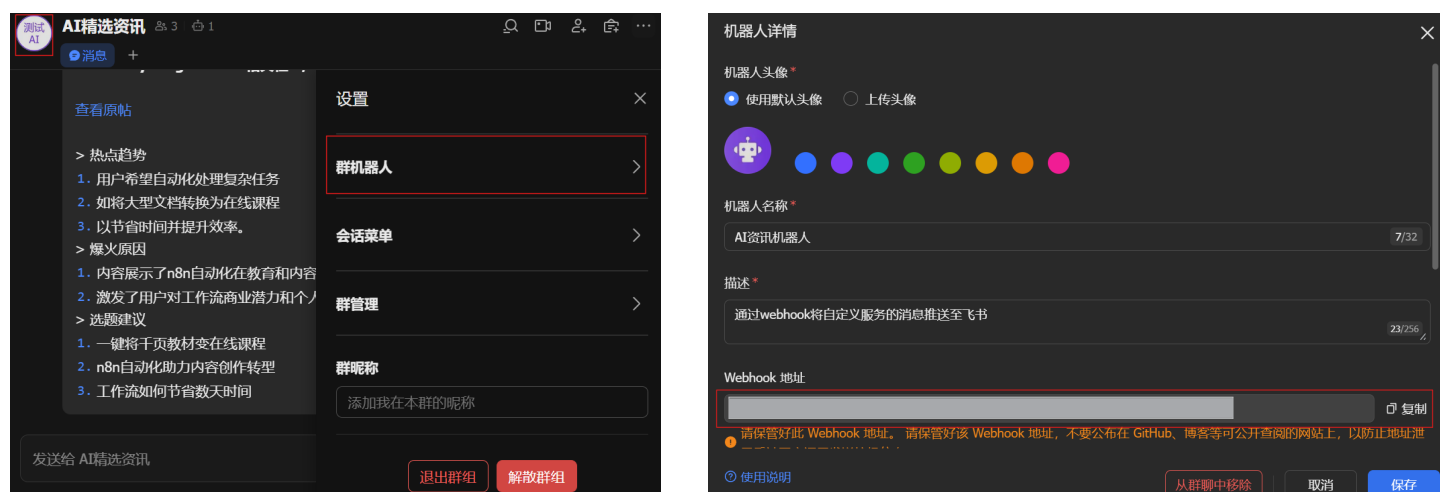 测试
AI
AI精选资讯 3 1
消息 +
查看原帖
> 热点趋势
1. 用户希望自动化处理复杂任务
2. 如将大型文档转换为在线课程
3. 以节省时间并提升效率。
> 爆火原因
1. 内容展示了n8n自动化在教育和内容
2. 激发了用户对工作流商业潜力和个人
> 选题建议
1. 一键将千页教材变在线课程
2. n8n自动化助力内容创作转型
3. 工作流如何节省数天时间
发送给 AI精选资讯
设置
群机器人
会话菜单
群管理
群昵称
添加我在本群的昵称
退出群组 解散群组
机器人详情
机器人头像 *
使用默认头像 上传头像
机器人名称 *
AI资讯机器人 7/32
描述 *
通过webhook将自定义服务的消息推送至飞书
23/256
Webhook 地址
复制
请保管好此 Webhook 地址。 请保管好该 Webhook 地址，不要公布在 GitHub、博客等可公开查阅的网站上，以防止地址泄
使用说明 从群聊中移除 取消 保存